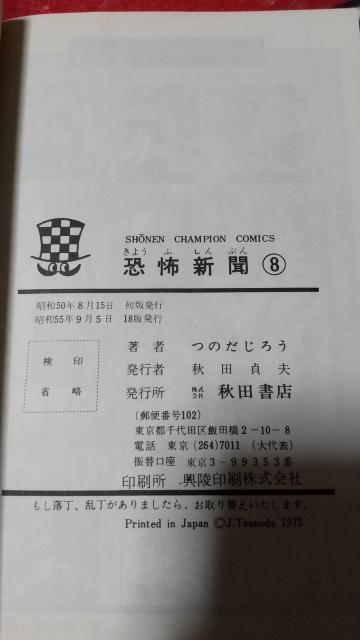 SHŌNEN CHAMPION COMICS
きよう ふ しん ぶん
恐怖新聞 ⑧
昭和50年8月15日 初版発行
昭和55年9月5日 18版発行
検印
省略
著者 つのだじろう
発行者 秋田貞夫
発行所 株式会社 秋田書店
(郵便番号102)
東京都千代田区飯田橋2-10-8
電話 東京(264)7011 (大代表)
振替口座 東京3-99353番
印刷所 興陵印刷株式会社
もし落丁、乱丁がありましたら、お取替えいたします。
Printed in Japan ©J.Tsunoda 1975